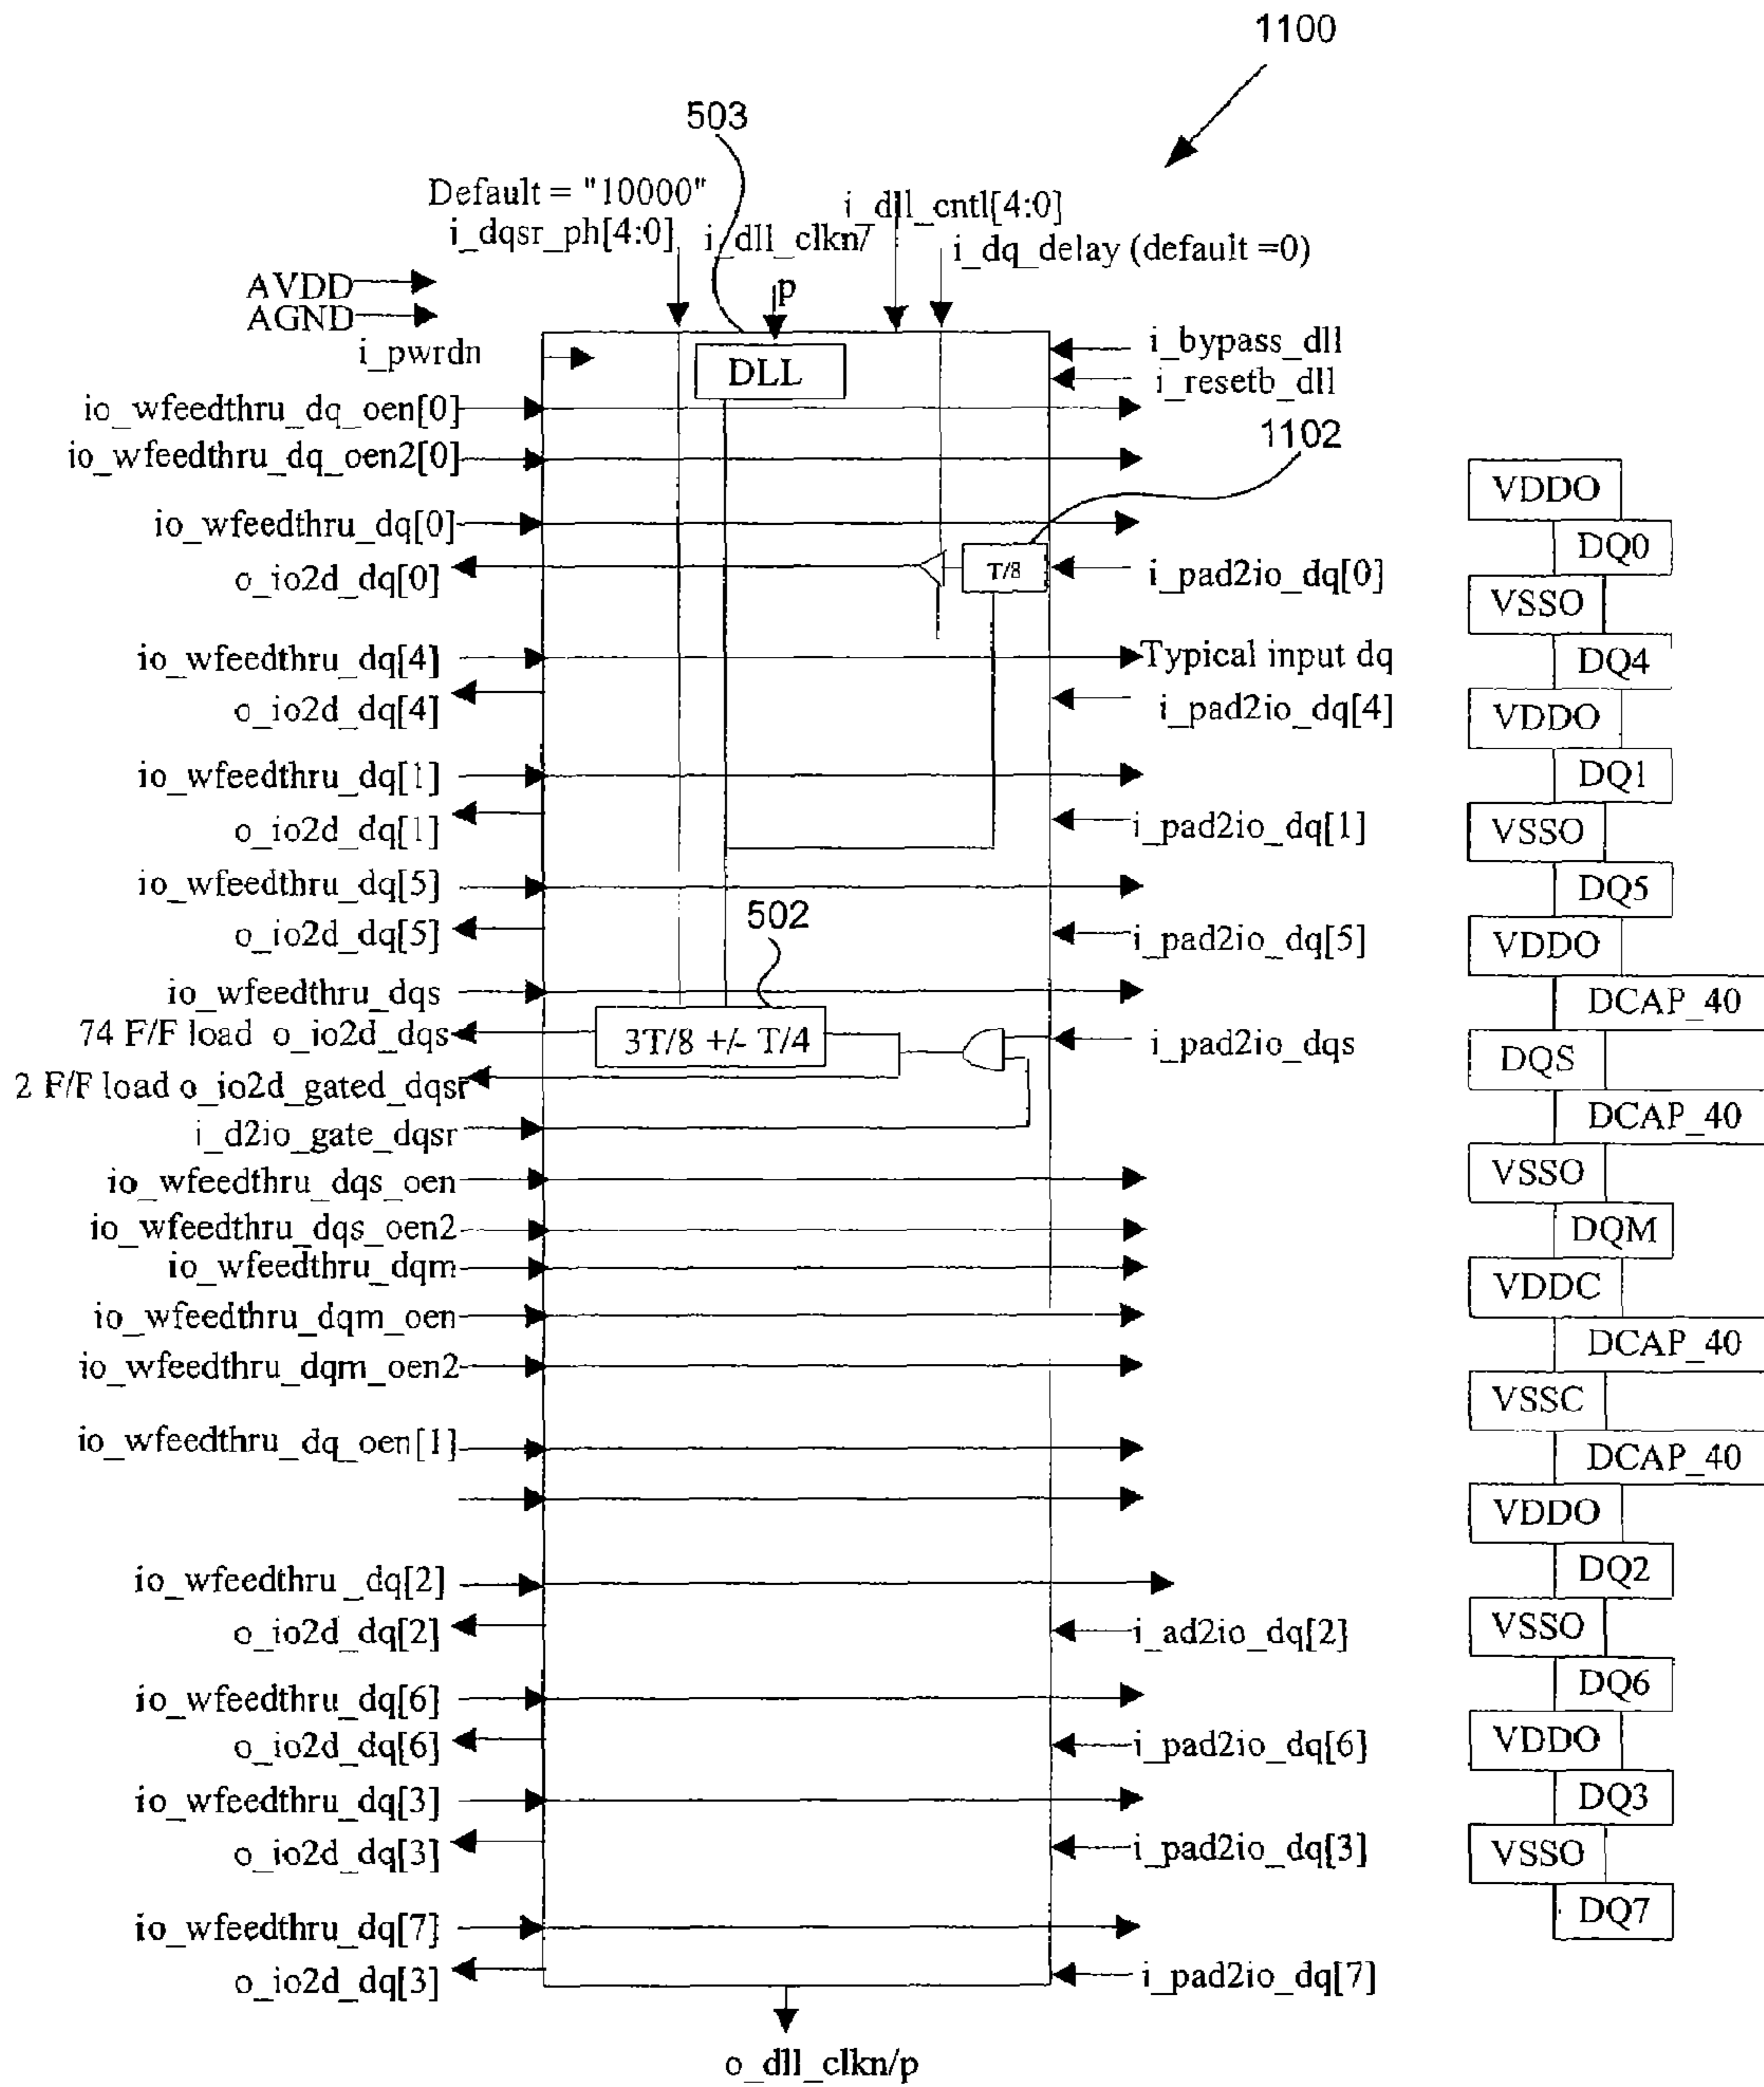 1100
503
Default = "10000"
i_dqsr_ph[4:0]
i_dll_clkn/
p
i_dll_cntl[4:0]
i_dq_delay (default =0)
AVDD
AGND
i_pwrdn
DLL
i_bypass_dll
i_resetb_dll
io_wfeedthru_dq_oen[0]
1102
io_wfeedthru_dq_oen2[0]
VDDO
io_wfeedthru_dq[0]
DQ0
o_io2d_dq[0]
T/8
i_pad2io_dq[0]
VSSO
io_wfeedthru_dq[4]
Typical input dq
DQ4
o_io2d_dq[4]
i_pad2io_dq[4]
VDDO
io_wfeedthru_dq[1]
DQ1
o_io2d_dq[1]
i_pad2io_dq[1]
VSSO
io_wfeedthru_dq[5]
DQ5
502
o_io2d_dq[5]
i_pad2io_dq[5]
VDDO
io_wfeedthru_dqs
DCAP_40
74 F/F load o_io2d_dqs
3T/8 +/- T/4
i_pad2io_dqs
DQS
2 F/F load o_io2d_gated_dqsr
DCAP_40
i_d2io_gate_dqsr
io_wfeedthru_dqs_oen
VSSO
io_wfeedthru_dqs_oen2
DQM
io_wfeedthru_dqm
VDDC
io_wfeedthru_dqm_oen
DCAP_40
io_wfeedthru_dqm_oen2
VSSC
io_wfeedthru_dq_oen[1]
DCAP_40
VDDO
io_wfeedthru_dq[2]
DQ2
o_io2d_dq[2]
i_ad2io_dq[2]
VSSO
io_wfeedthru_dq[6]
DQ6
o_io2d_dq[6]
i_pad2io_dq[6]
VDDO
io_wfeedthru_dq[3]
DQ3
o_io2d_dq[3]
i_pad2io_dq[3]
VSSO
io_wfeedthru_dq[7]
DQ7
o_io2d_dq[3]
i_pad2io_dq[7]
o_dll_clkn/p